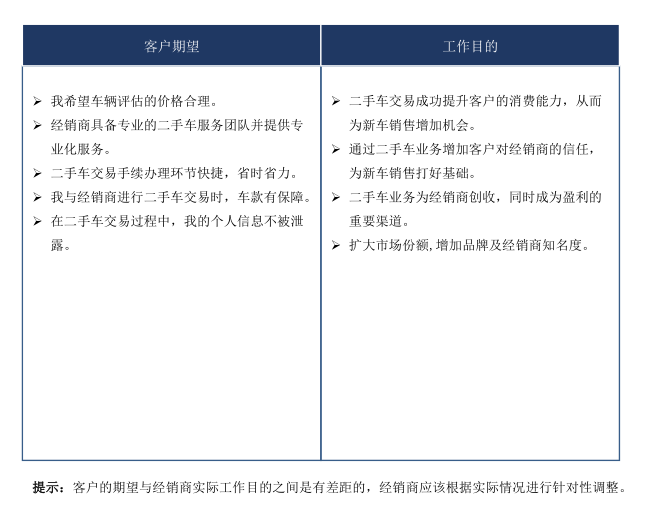 客户期望
工作目的
➢ 我希望车辆评估的价格合理。
➢ 经销商具备专业的二手车服务团队并提供专
业化服务。
➢ 二手车交易手续办理环节快捷，省时省力。
➢ 我与经销商进行二手车交易时，车款有保障。
➢ 在二手车交易过程中，我的个人信息不被泄
露。
➢ 二手车交易成功提升客户的消费能力，从而
为新车销售增加机会。
➢ 通过二手车业务增加客户对经销商的信任，
为新车销售打好基础。
➢ 二手车业务为经销商创收，同时成为盈利的
重要渠道。
➢ 扩大市场份额,增加品牌及经销商知名度。
提示：客户的期望与经销商实际工作目的之间是有差距的，经销商应该根据实际情况进行针对性调整。